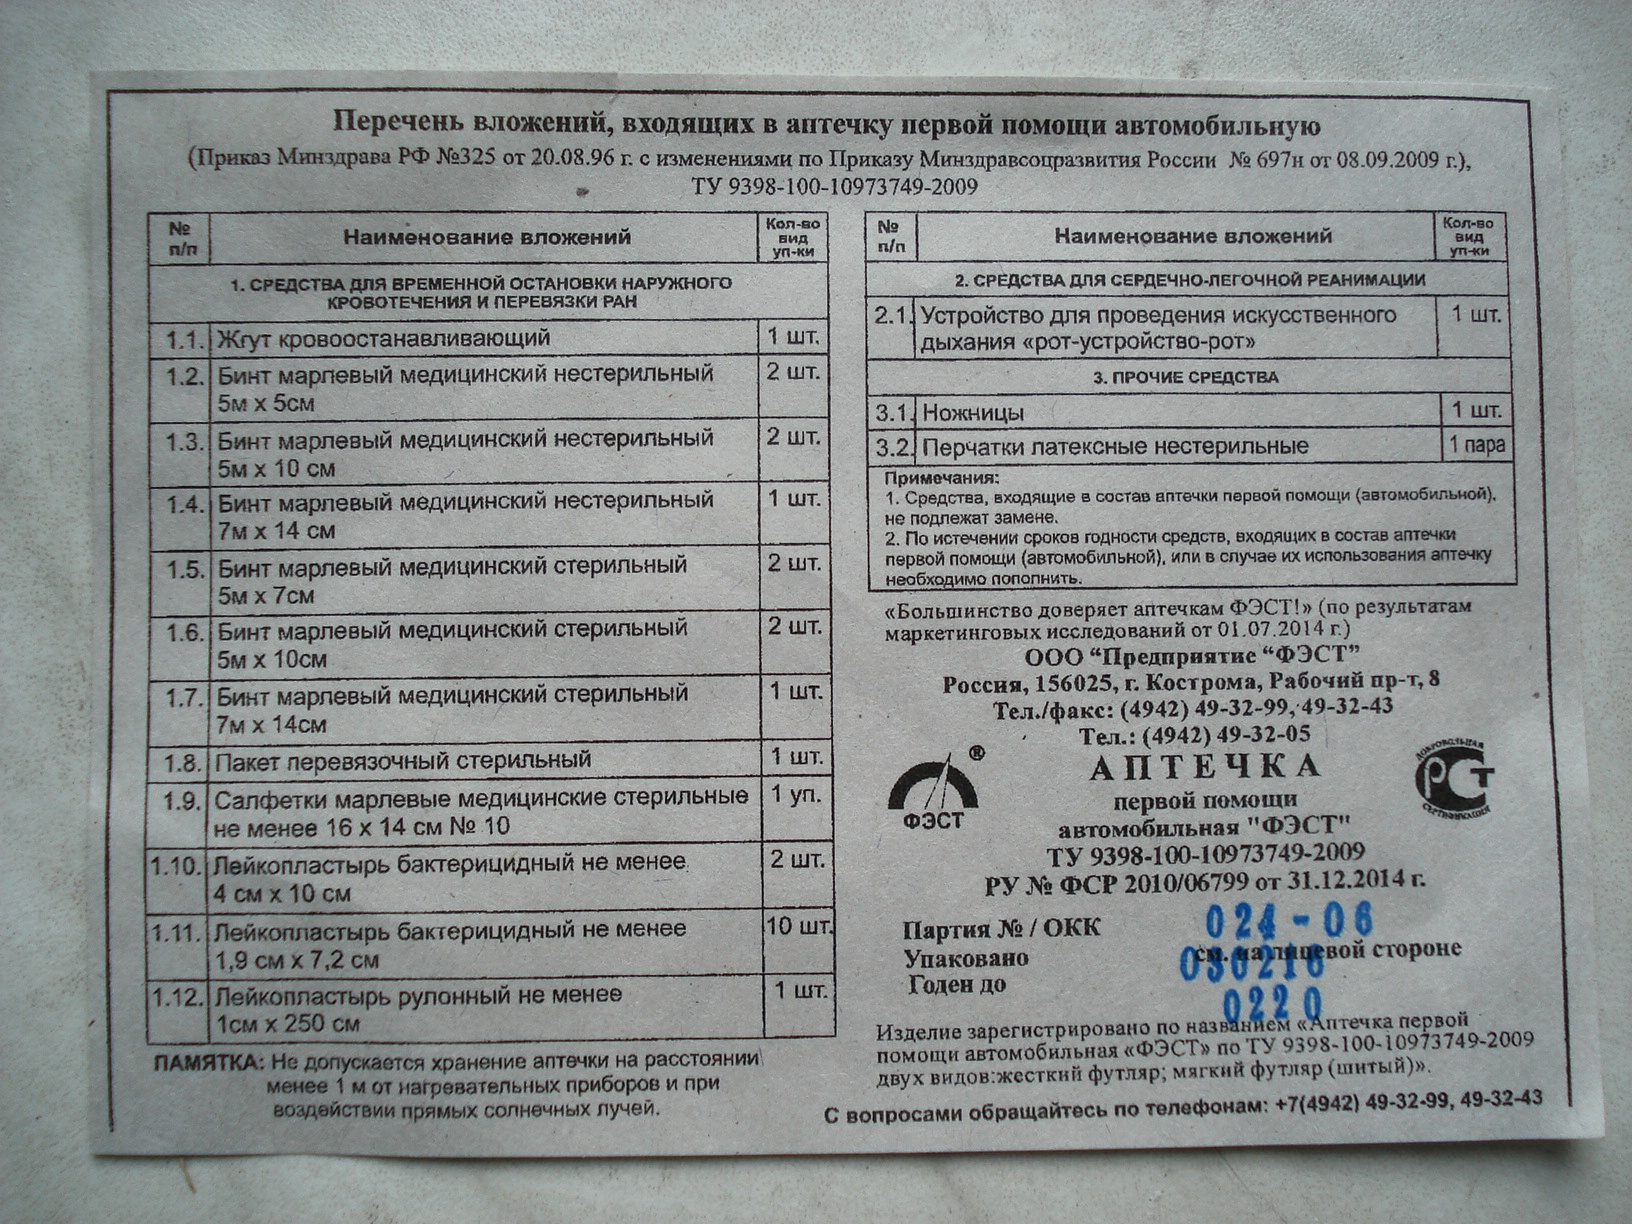 Перечень вложений, входящих в аптечку первой помощи автомобильную
(Приказ Минздрава РФ №325 от 20.08.96 г. с изменениями по Приказу Минздравсоцразвития России № 697н от 08.09.2009 г.),
ТУ 9398-100-10973749-2009
№ п/п Наименование вложений Кол-во вид уп-ки
1. СРЕДСТВА ДЛЯ ВРЕМЕННОЙ ОСТАНОВКИ НАРУЖНОГО
КРОВОТЕЧЕНИЯ И ПЕРЕВЯЗКИ РАН
1.1. Жгут кровоостанавливающий 1 шт.
1.2. Бинт марлевый медицинский нестерильный 2 шт.
5м х 5см
1.3. Бинт марлевый медицинский нестерильный 2 шт.
5м х 10 см
1.4. Бинт марлевый медицинский нестерильный 1 шт.
7м х 14 см
1.5. Бинт марлевый медицинский стерильный 2 шт.
5м х 7см
1.6. Бинт марлевый медицинский стерильный 2 шт.
5м х 10см
1.7. Бинт марлевый медицинский стерильный 1 шт.
7м х 14см
1.8. Пакет перевязочный стерильный 1 шт.
1.9. Салфетки марлевые медицинские стерильные 1 уп.
не менее 16 х 14 см № 10
1.10. Лейкопластырь бактерицидный не менее 2 шт.
4 см х 10 см
1.11. Лейкопластырь бактерицидный не менее 10 шт.
1,9 см х 7,2 см
1.12. Лейкопластырь рулонный не менее 1 шт.
1см х 250 см
ПАМЯТКА: Не допускается хранение аптечки на расстоянии
менее 1 м от нагревательных приборов и при
воздействии прямых солнечных лучей.
№ п/п Наименование вложений Кол-во вид уп-ки
2. СРЕДСТВА ДЛЯ СЕРДЕЧНО-ЛЕГОЧНОЙ РЕАНИМАЦИИ
2.1. Устройство для проведения искусственного 1 шт.
дыхания «рот-устройство-рот»
3. ПРОЧИЕ СРЕДСТВА
3.1. Ножницы 1 шт.
3.2. Перчатки латексные нестерильные 1 пара
Примечания:
1. Средства, входящие в состав аптечки первой помощи (автомобильной),
не подлежат замене.
2. По истечении сроков годности средств, входящих в состав аптечки
первой помощи (автомобильной), или в случае их использования аптечку
необходимо пополнить.
«Большинство доверяет аптечкам ФЭСТ!» (по результатам
маркетинговых исследований от 01.07.2014 г.)
ООО “Предприятие “ФЭСТ”
Россия, 156025, г. Кострома, Рабочий пр-т, 8
Тел./факс: (4942) 49-32-99, 49-32-43
Тел.: (4942) 49-32-05
АПТЕЧКА
первой помощи
автомобильная "ФЭСТ"
ТУ 9398-100-10973749-2009
РУ № ФСР 2010/06799 от 31.12.2014 г.
®
ФЭСТ
ДОБРОВОЛЬНАЯ
РСТ
СЕРТИФИКАЦИЯ
Партия № / ОКК 024-06
Упаковано см. на лицевой стороне 030216
Годен до 0220
Изделие зарегистрировано по названием «Аптечка первой
помощи автомобильная «ФЭСТ» по ТУ 9398-100-10973749-2009
двух видов:жесткий футляр; мягкий футляр (шитый)».
С вопросами обращайтесь по телефонам: +7(4942) 49-32-99, 49-32-43